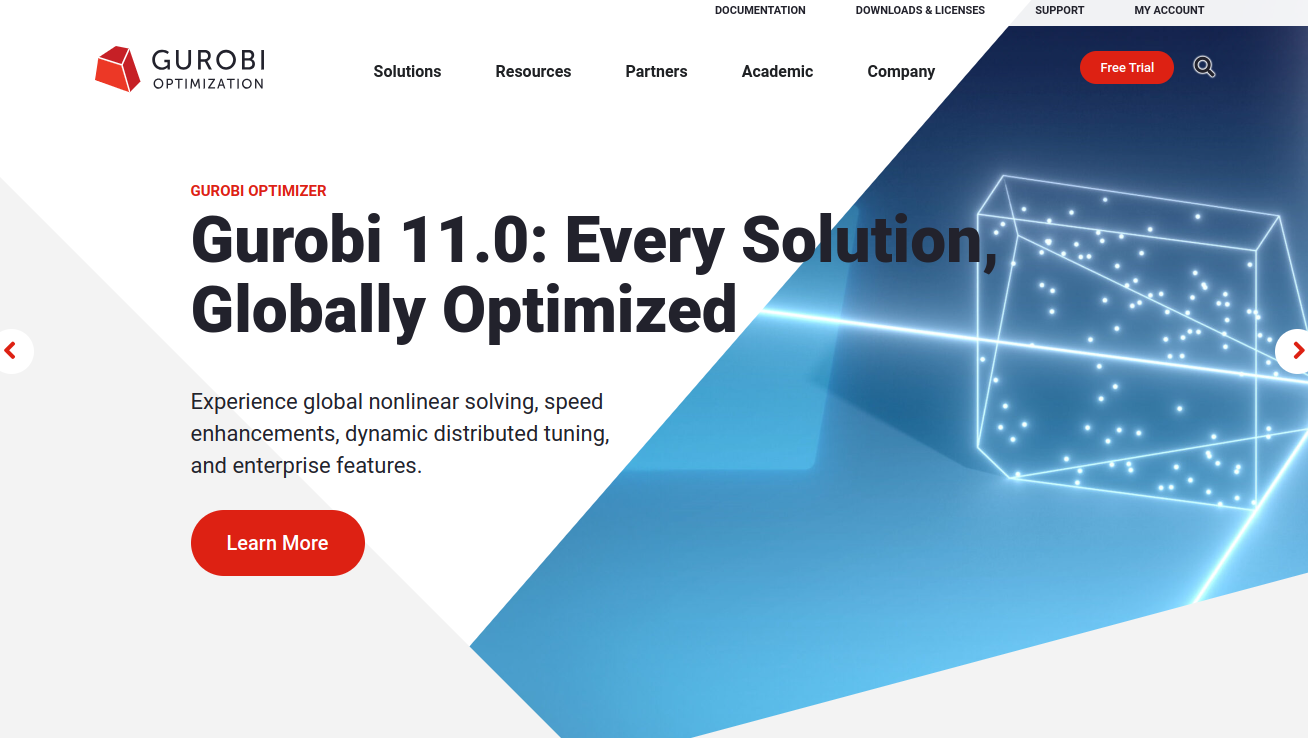 DOCUMENTATION DOWNLOADS & LICENSES SUPPORT MY ACCOUNT
GUROBI
OPTIMIZATION
Solutions Resources Partners Academic Company Free Trial
GUROBI OPTIMIZER
Gurobi 11.0: Every Solution,
Globally Optimized
Experience global nonlinear solving, speed
enhancements, dynamic distributed tuning,
and enterprise features.
Learn More